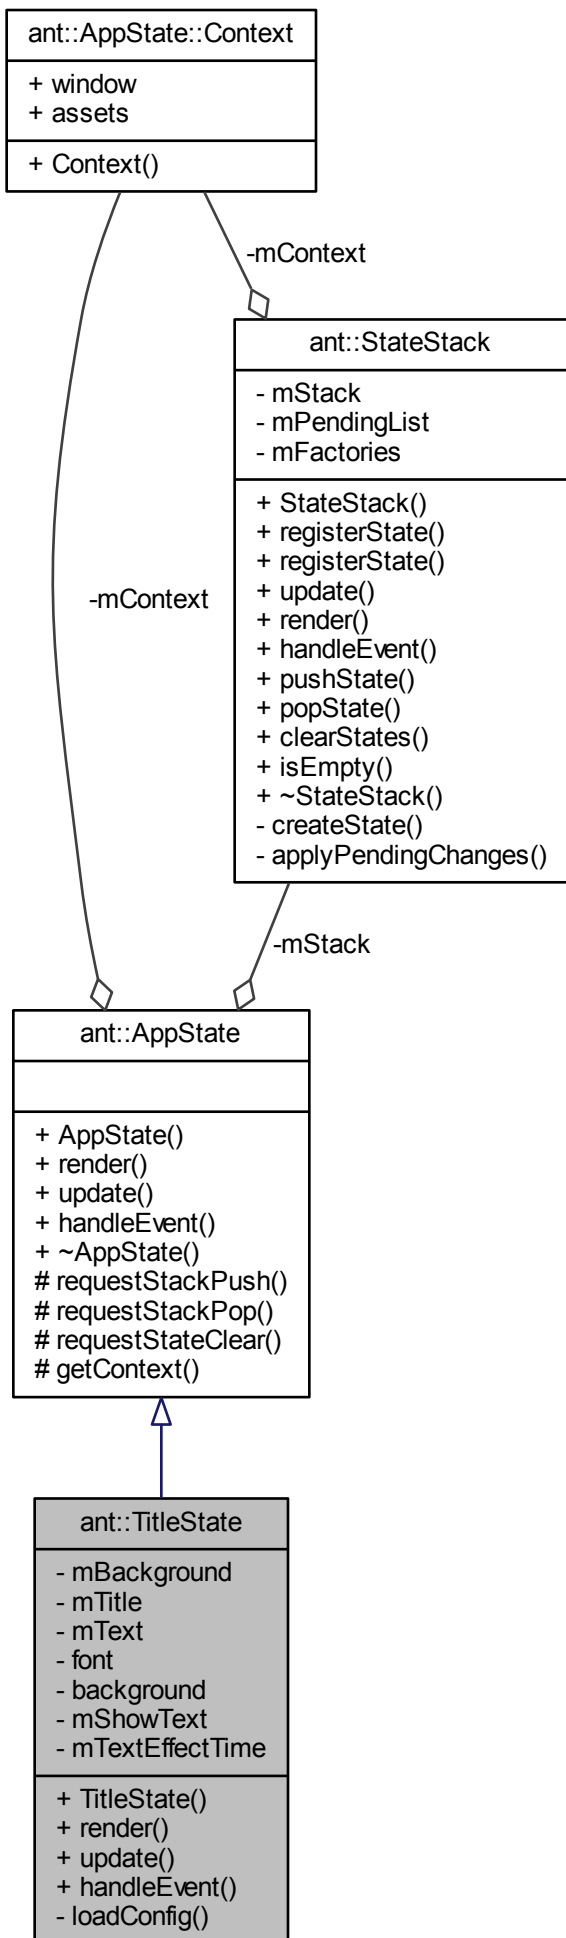 ant::AppState::Context
+ window
+ assets
+ Context()
-mContext
ant::StateStack
- mStack
- mPendingList
- mFactories
+ StateStack()
+ registerState()
+ registerState()
+ update()
+ render()
+ handleEvent()
+ pushState()
+ popState()
+ clearStates()
+ isEmpty()
+ ~StateStack()
- createState()
- applyPendingChanges()
-mContext
-mStack
ant::AppState
+ AppState()
+ render()
+ update()
+ handleEvent()
+ ~AppState()
# requestStackPush()
# requestStackPop()
# requestStateClear()
# getContext()
ant::TitleState
- mBackground
- mTitle
- mText
- font
- background
- mShowText
- mTextEffectTime
+ TitleState()
+ render()
+ update()
+ handleEvent()
- loadConfig()